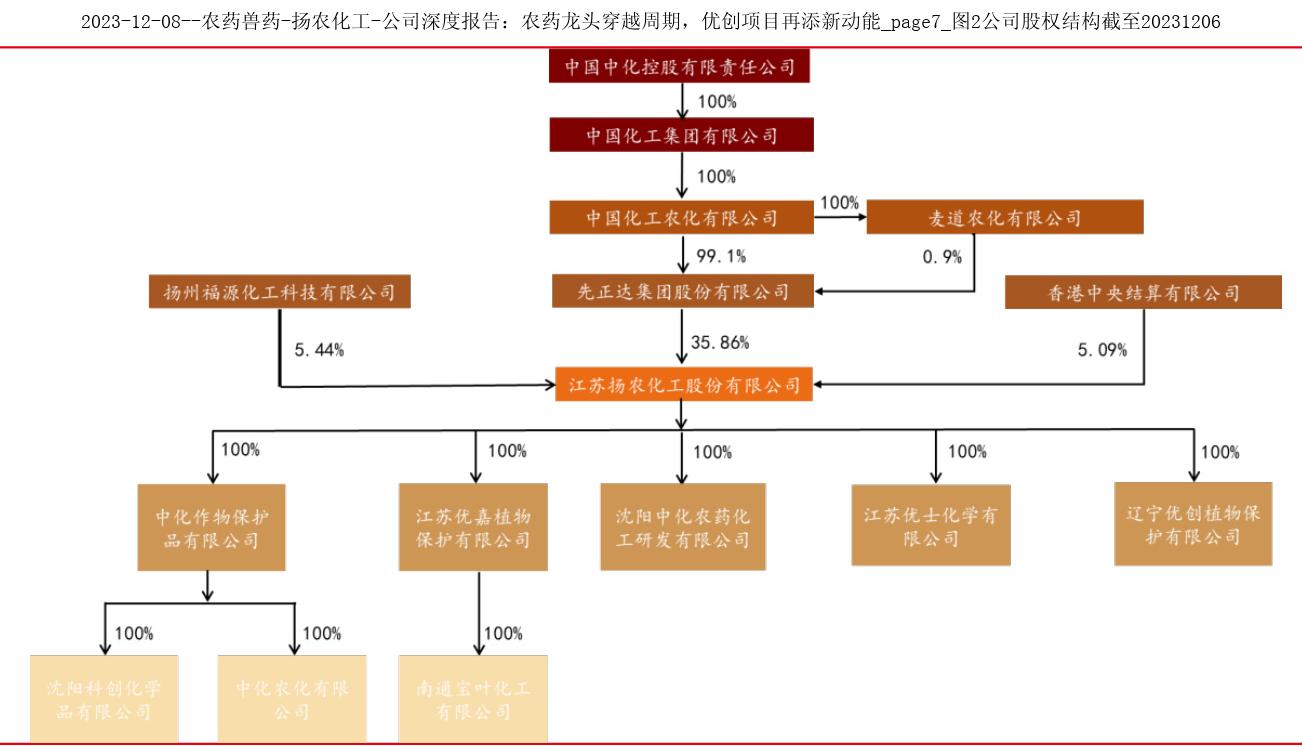 2023-12-08--农药兽药-扬农化工-公司深度报告：农药龙头穿越周期，优创项目再添新动能_page7_图2公司股权结构截至20231206
中国中化控股有限责任公司
100%
中国化工集团有限公司
100%
中国化工农化有限公司
100%
麦道农化有限公司
99.1%
0.9%
扬州福源化工科技有限公司
先正达集团股份有限公司
香港中央结算有限公司
5.44%
35.86%
5.09%
江苏扬农化工股份有限公司
100%
100%
100%
100%
100%
中化作物保护
品有限公司
江苏优嘉植物
保护有限公司
沈阳中化农药化
工研发有限公司
江苏优士化学有
限公司
辽宁优创植物保
护有限公司
100%
100%
100%
沈阳科创化学
品有限公司
中化农化有限
公司
南通宝叶化工
有限公司